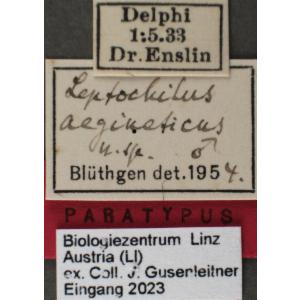 Delphi
1.5.33
Dr. Enslin
Leptochilus
aegineticus
n. sp. ♂
Blüthgen det. 1954.
PARATYPUS
Biologiezentrum Linz
Austria (LI)
ex. Coll. J. Gusenleitner
Eingang 2023